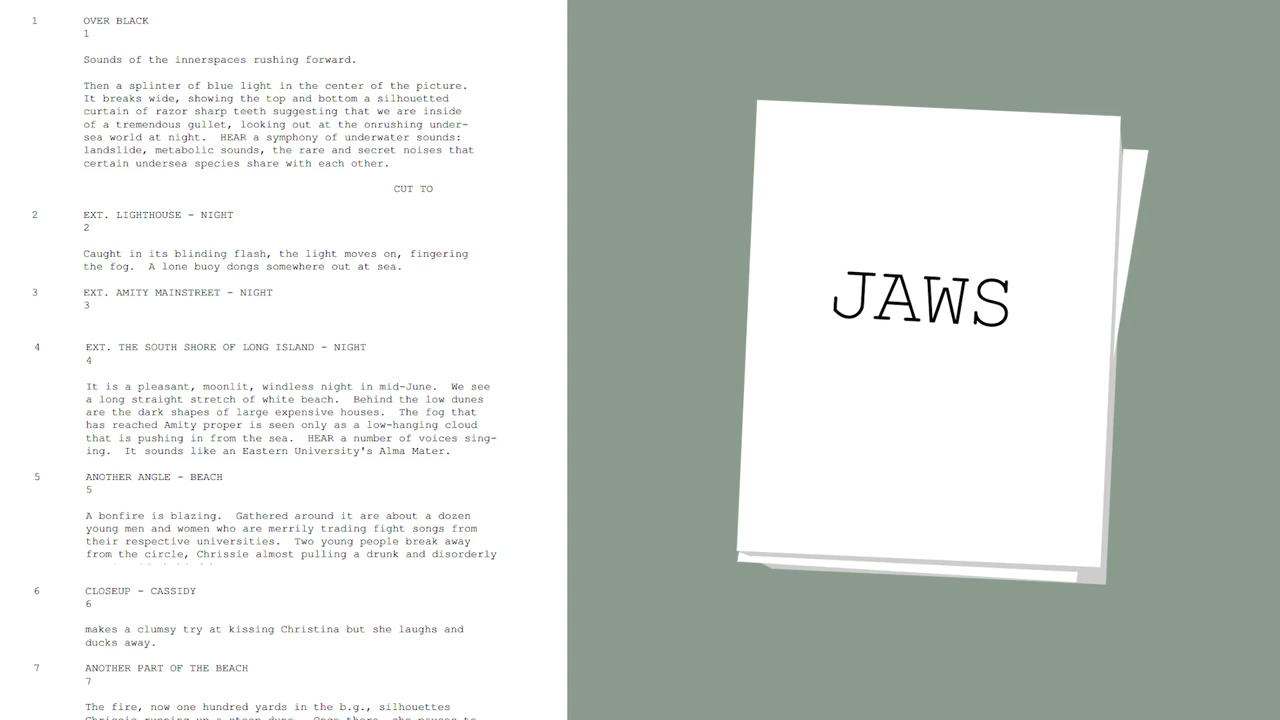 1 OVER BLACK
1
Sounds of the innerspaces rushing forward.
Then a splinter of blue light in the center of the picture.
It breaks wide, showing the top and bottom a silhouetted
curtain of razor sharp teeth suggesting that we are inside
of a tremendous gullet, looking out at the onrushing under-
sea world at night.  HEAR a symphony of underwater sounds:
landslide, metabolic sounds, the rare and secret noises that
certain undersea species share with each other.
CUT TO
2 EXT. LIGHTHOUSE - NIGHT
2
Caught in its blinding flash, the light moves on, fingering
the fog.  A lone buoy dongs somewhere out at sea.
3 EXT. AMITY MAINSTREET - NIGHT
3
4 EXT. THE SOUTH SHORE OF LONG ISLAND - NIGHT
4
It is a pleasant, moonlit, windless night in mid-June.  We see
a long straight stretch of white beach.  Behind the low dunes
are the dark shapes of large expensive houses.  The fog that
has reached Amity proper is seen only as a low-hanging cloud
that is pushing in from the sea.  HEAR a number of voices sing-
ing.  It sounds like an Eastern University's Alma Mater.
5 ANOTHER ANGLE - BEACH
5
A bonfire is blazing.  Gathered around it are about a dozen
young men and women who are merrily trading fight songs from
their respective universities.  Two young people break away
from the circle, Chrissie almost pulling a drunk and disorderly
6 CLOSEUP - CASSIDY
6
makes a clumsy try at kissing Christina but she laughs and
ducks away.
7 ANOTHER PART OF THE BEACH
7
The fire, now one hundred yards in the b.g., silhouettes
Chrissie running up a steep dune.  Once there, she pauses to
JAWS